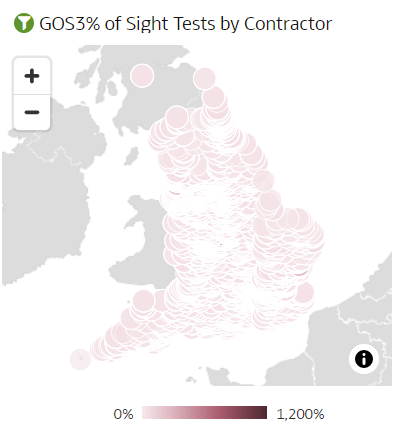 GOS3% of Sight Tests by Contractor
+
−
i
0% 1,200%